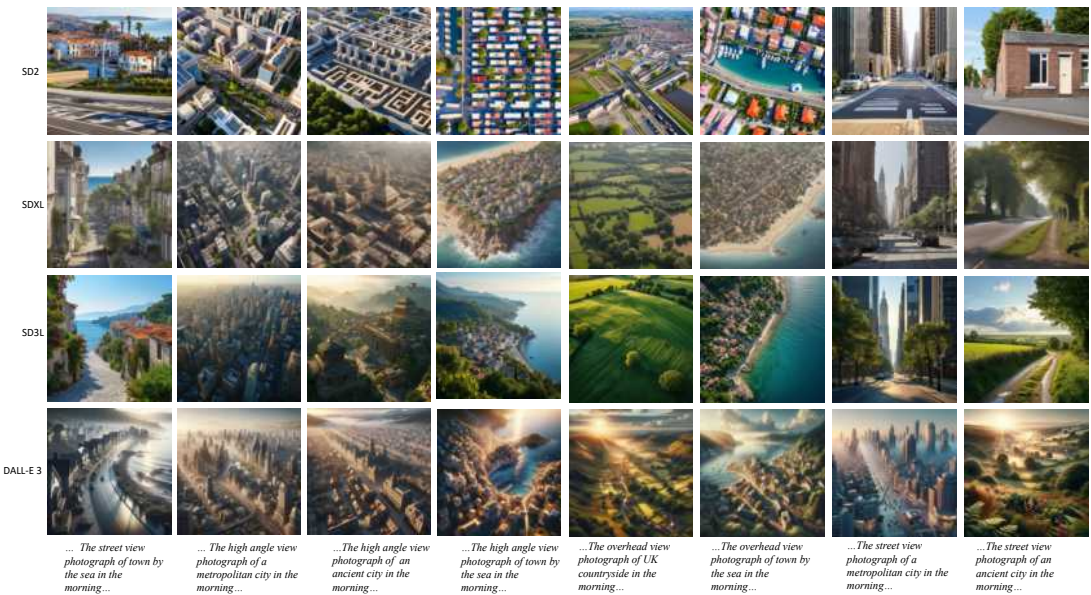 SD2
SDXL
SD3L
DALL-E 3
... The street view
photograph of town by
the sea in the
morning...
... The high angle view
photograph of a
metropolitan city in the
morning...
...The high angle view
photograph of an
ancient city in the
morning...
...The high angle view
photograph of town by
the sea in the
morning...
...The overhead view
photograph of UK
countryside in the
morning...
...The overhead view
photograph of town by
the sea in the
morning...
...The street view
photograph of a
metropolitan city in the
morning...
...The street view
photograph of an
ancient city in the
morning...